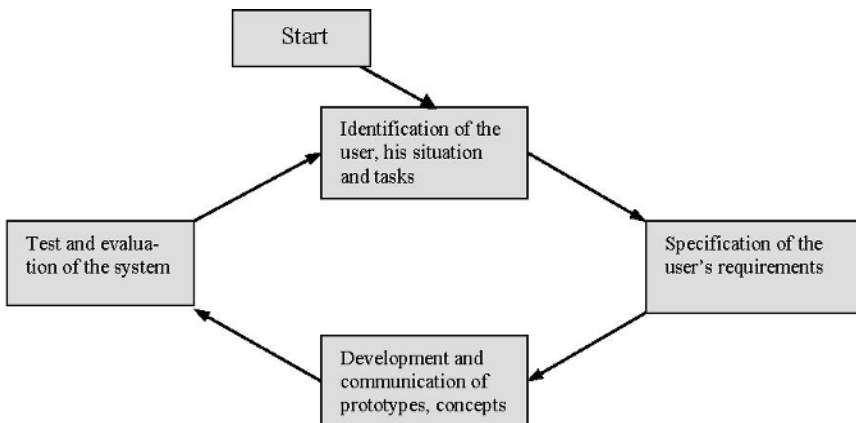 Start
Identification of the
user, his situation
and tasks
Specification of the
user's requirements
Development and
communication of
prototypes, concepts
Test and evalua-
tion of the system